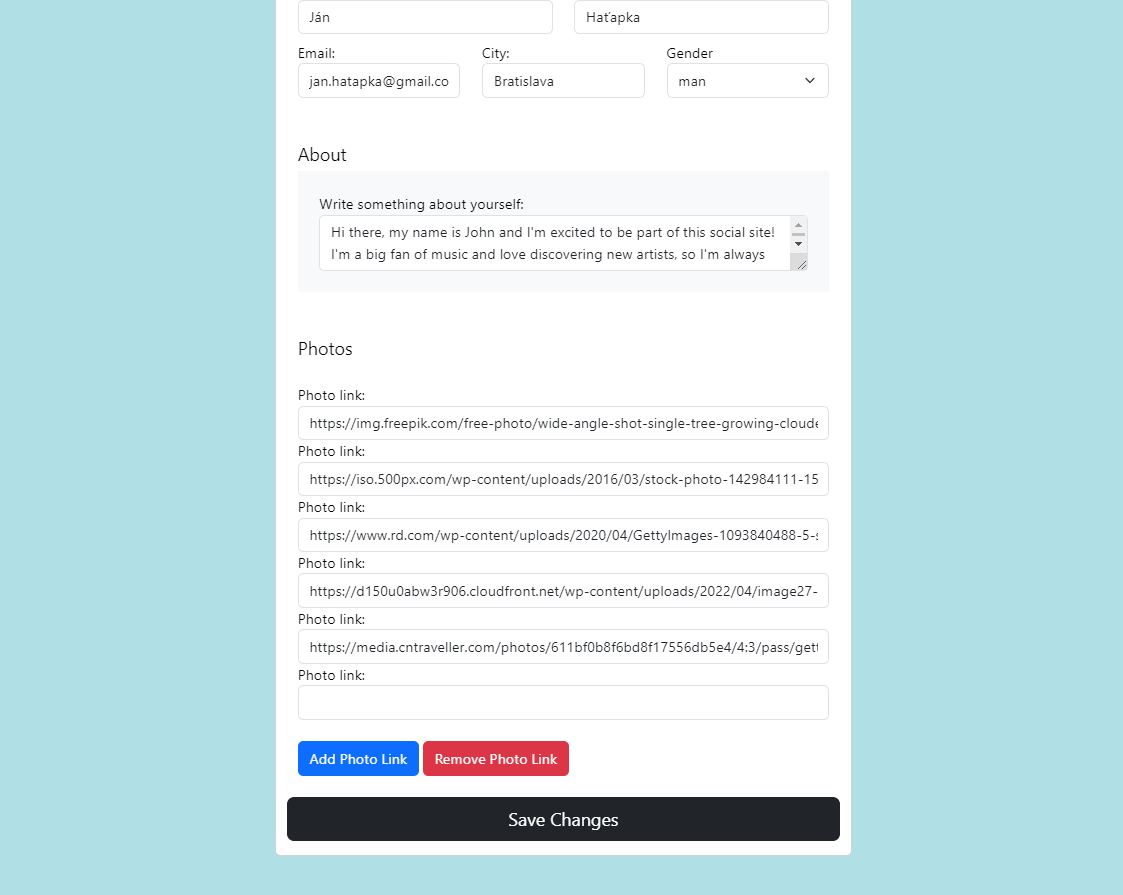 Ján Haťapka
Email: City: Gender
jan.hatapka@gmail.co Bratislava man
About
Write something about yourself:
Hi there, my name is John and I'm excited to be part of this social site!
I'm a big fan of music and love discovering new artists, so I'm always
Photos
Photo link:
https://img.freepik.com/free-photo/wide-angle-shot-single-tree-growing-cloude
Photo link:
https://iso.500px.com/wp-content/uploads/2016/03/stock-photo-142984111-15
Photo link:
https://www.rd.com/wp-content/uploads/2020/04/GettyImages-1093840488-5-s
Photo link:
https://d150u0abw3r906.cloudfront.net/wp-content/uploads/2022/04/image27-
Photo link:
https://media.cntraveller.com/photos/611bf0b8f6bd8f17556db5e4/4:3/pass/gett
Photo link:
Add Photo Link Remove Photo Link
Save Changes